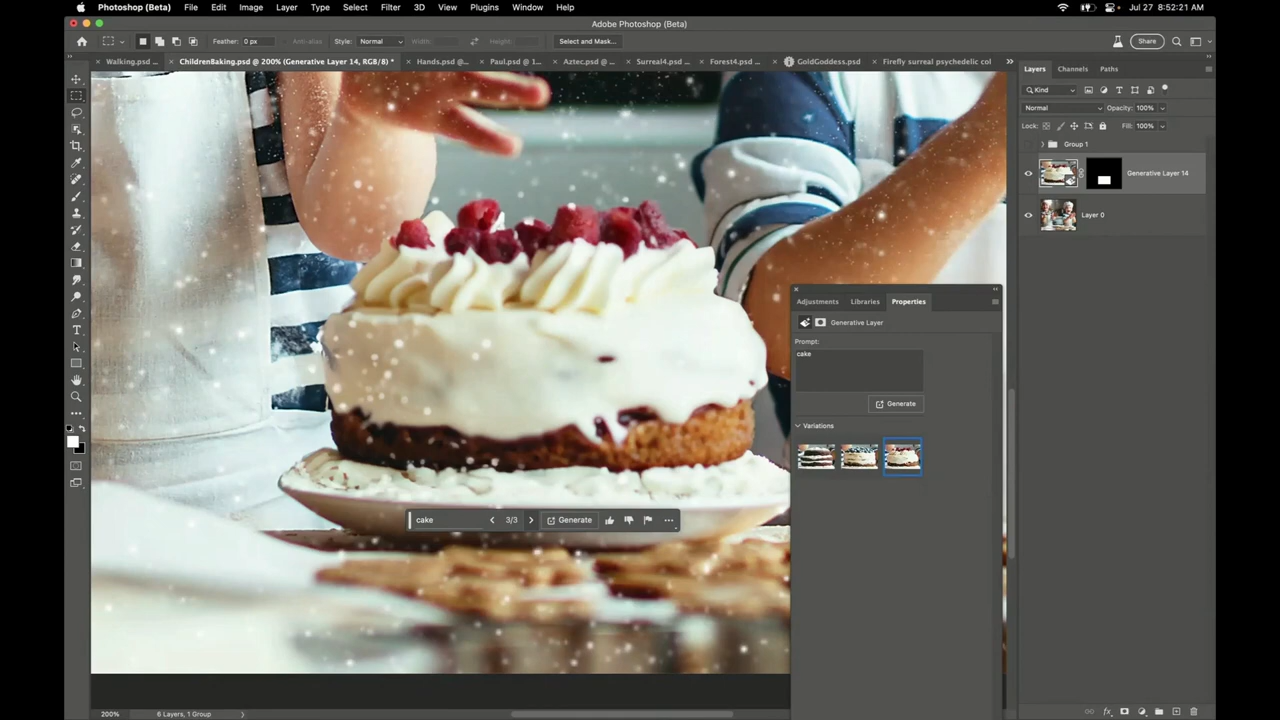 Photoshop (Beta) File Edit Image Layer Type Select Filter 3D View Plugins Window Help Jul 27 8:52:21 AM
Adobe Photoshop (Beta)
Feather: 0 px Anti-alias Style: Normal Width: Height: Select and Mask... Share
Walking.psd ... ChildrenBaking.psd @ 200% (Generative Layer 14, RGB/8) * Hands.psd @... Paul.psd @ 1... Aztec.psd @ ... Surreal4.psd ... Forest4.psd ... GoldGoddess.psd Firefly surreal psychedelic col
Layers Channels Paths
Kind
Normal Opacity: 100%
Lock: Fill: 100%
Group 1
Generative Layer 14
Layer 0
Adjustments Libraries Properties
Generative Layer
Prompt:
cake
Generate
Variations
cake 3/3 Generate
200% 6 Layers, 1 Group